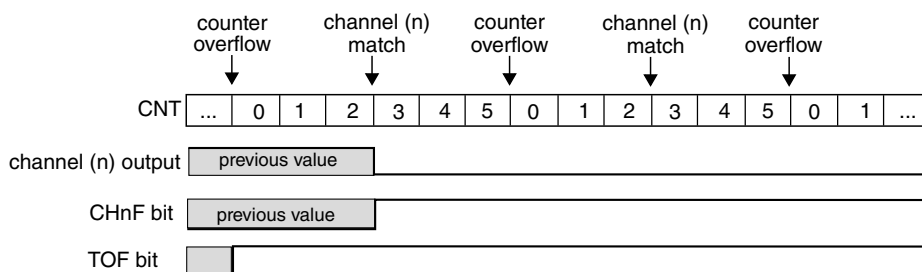 counter overflow
channel (n) match
counter overflow
channel (n) match
counter overflow
CNT ... 0 1 2 3 4 5 0 1 2 3 4 5 0 1 ...
channel (n) output previous value
CHnF bit previous value
TOF bit